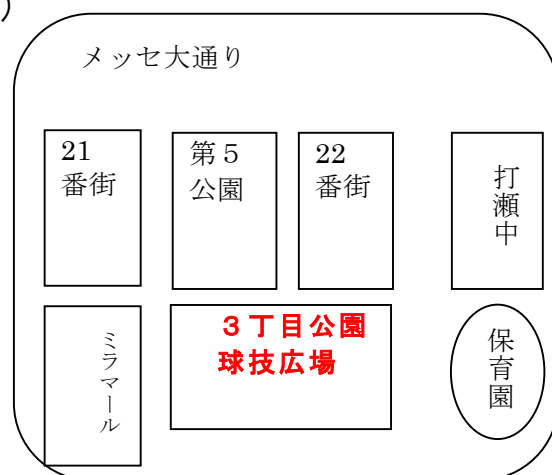 )
メッセ大通り
21
番街
第５
公園
22
番街
打瀬中
ミラマール
３丁目公園
球技広場
保育園